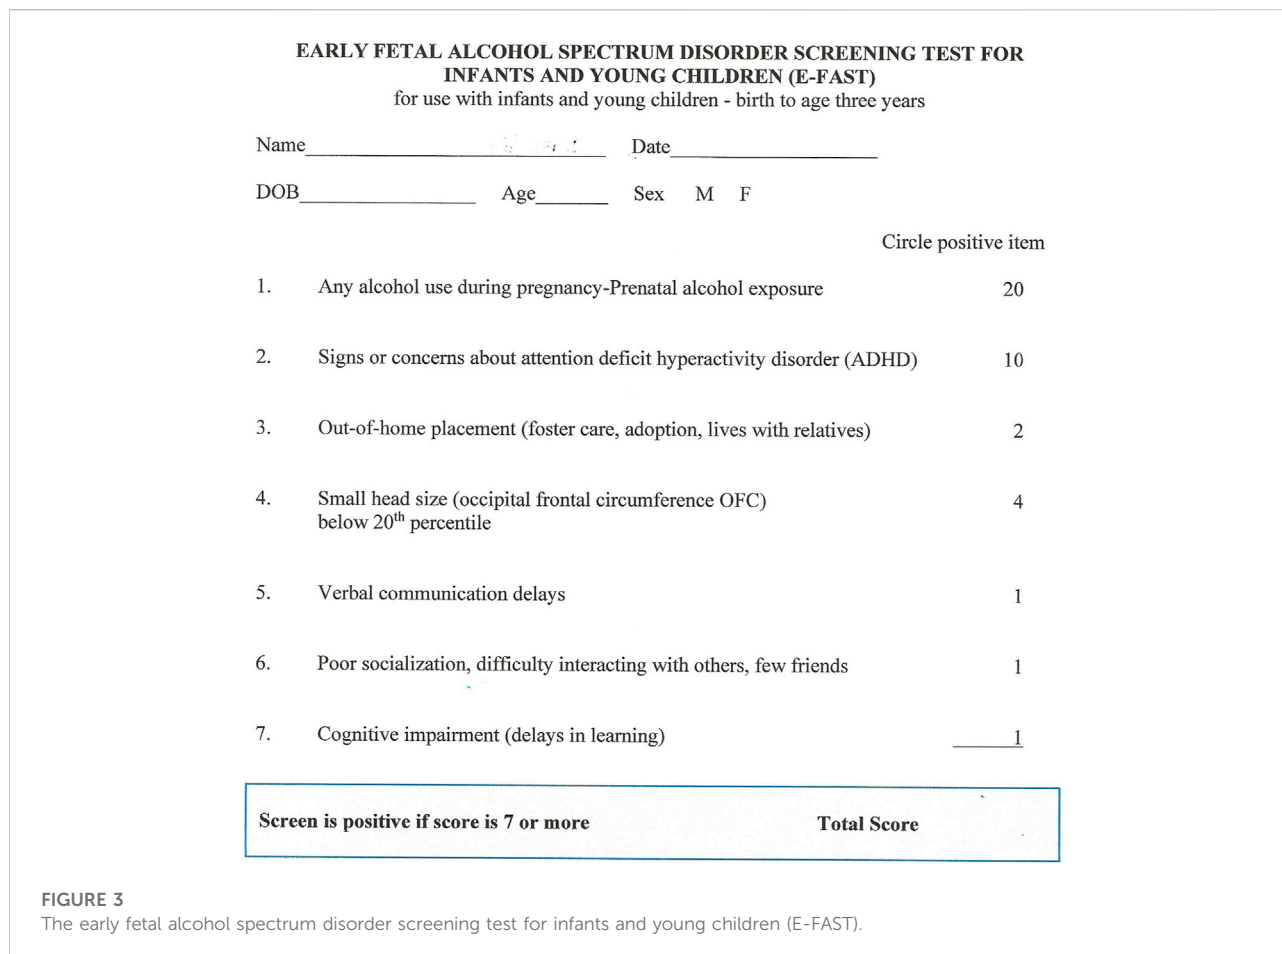 EARLY FETAL ALCOHOL SPECTRUM DISORDER SCREENING TEST FOR
INFANTS AND YOUNG CHILDREN (E-FAST)
for use with infants and young children - birth to age three years
Name Date
DOB Age Sex M F
Circle positive item
1. Any alcohol use during pregnancy-Prenatal alcohol exposure 20
2. Signs or concerns about attention deficit hyperactivity disorder (ADHD) 10
3. Out-of-home placement (foster care, adoption, lives with relatives) 2
4. Small head size (occipital frontal circumference OFC) 4
below 20th percentile
5. Verbal communication delays 1
6. Poor socialization, difficulty interacting with others, few friends 1
7. Cognitive impairment (delays in learning) 1
Screen is positive if score is 7 or more Total Score
FIGURE 3
The early fetal alcohol spectrum disorder screening test for infants and young children (E-FAST).